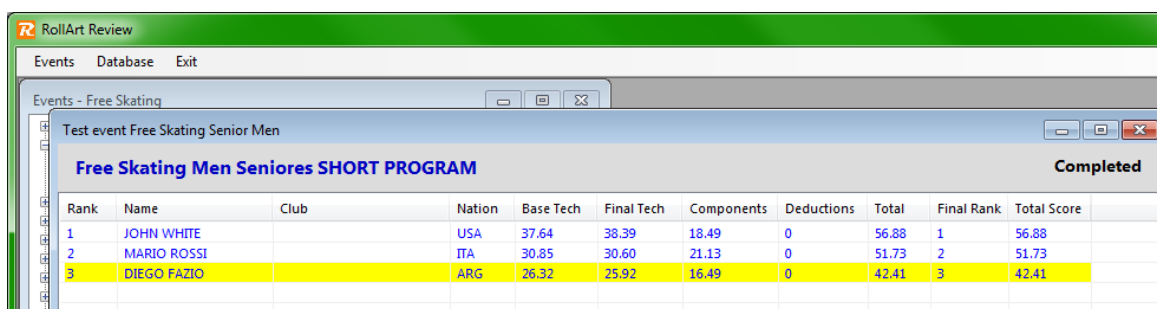 RollArt Review
Events Database Exit
Events - Free Skating
Test event Free Skating Senior Men
Free Skating Men Seniores SHORT PROGRAM Completed
Rank Name Club Nation Base Tech Final Tech Components Deductions Total Final Rank Total Score
1 JOHN WHITE USA 37.64 38.39 18.49 0 56.88 1 56.88
2 MARIO ROSSI ITA 30.85 30.60 21.13 0 51.73 2 51.73
3 DIEGO FAZIO ARG 26.32 25.92 16.49 0 42.41 3 42.41